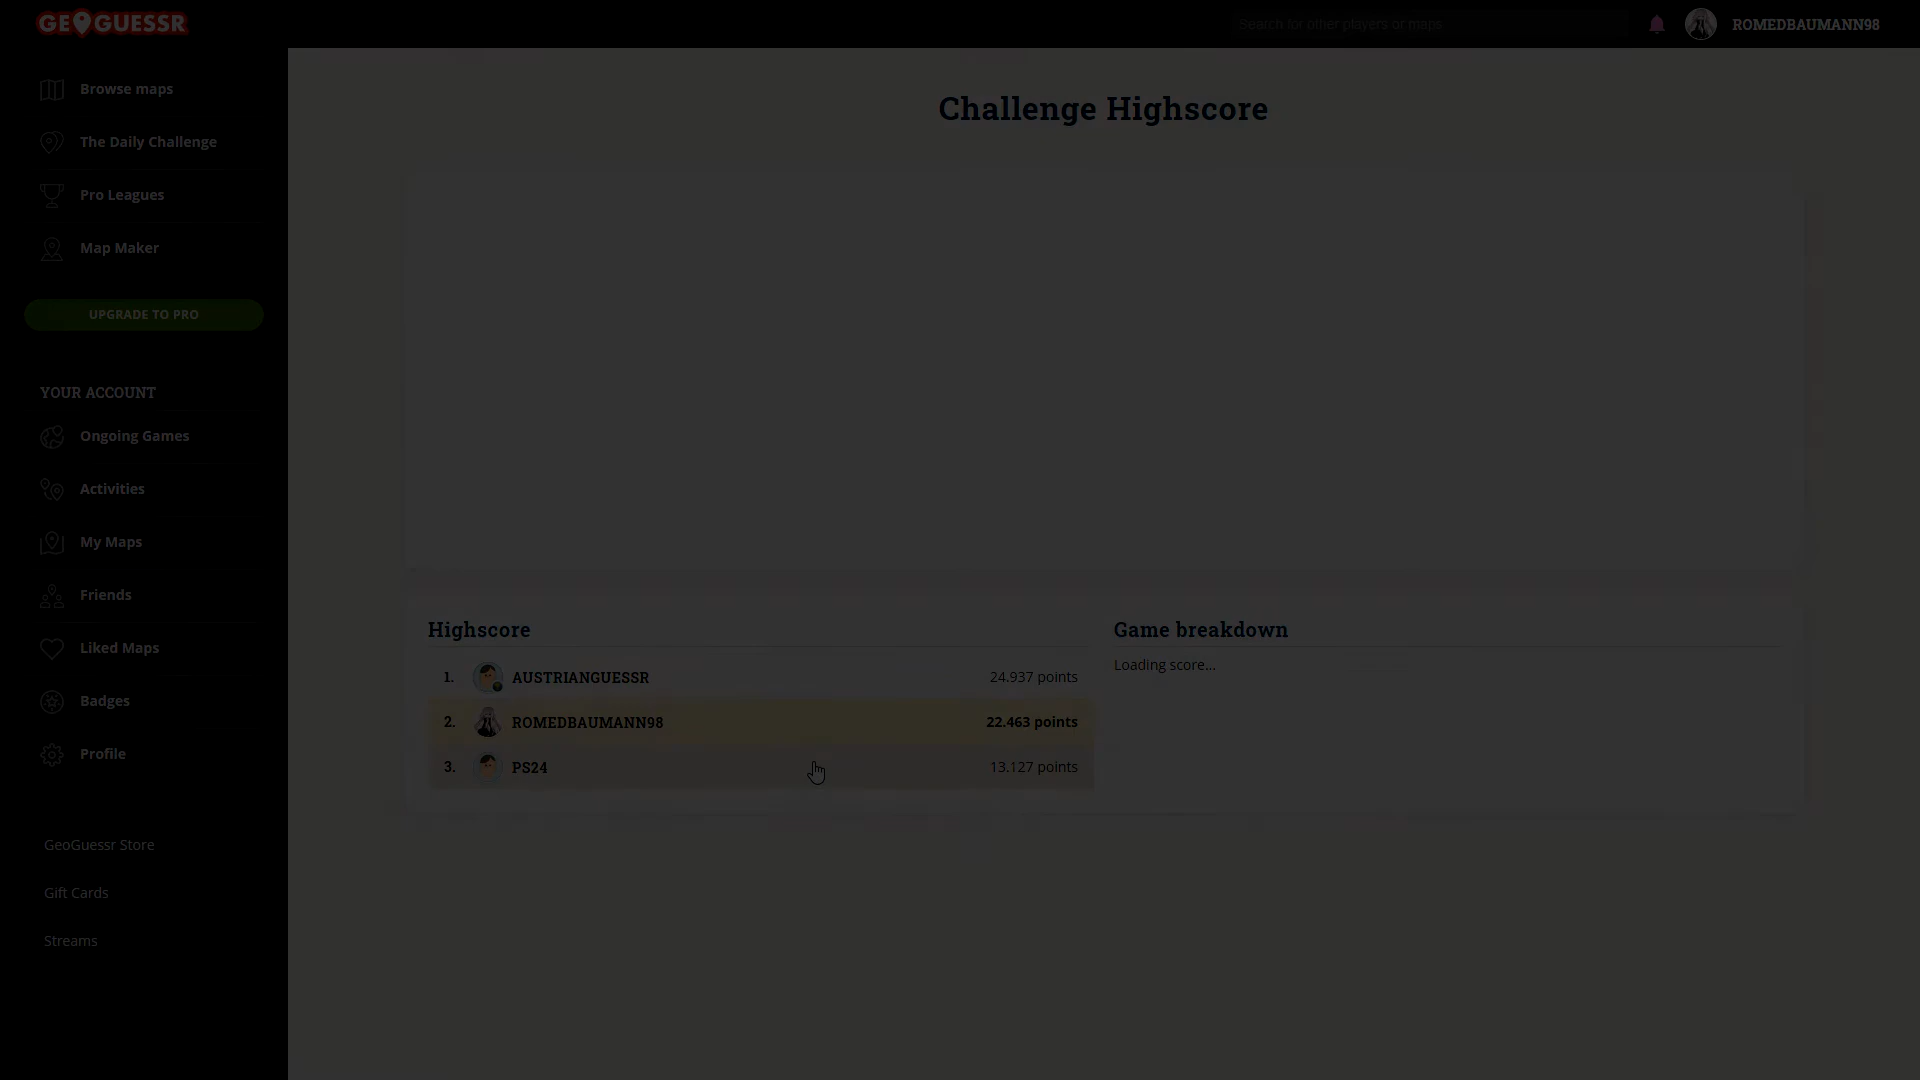 GEOGUESSR
Search for other players or maps
ROMEDBAUMANN98
Browse maps
The Daily Challenge
Pro Leagues
Map Maker
UPGRADE TO PRO
YOUR ACCOUNT
Ongoing Games
Activities
My Maps
Friends
Liked Maps
Badges
Profile
GeoGuessr Store
Gift Cards
Streams
Challenge Highscore
Highscore
1. AUSTRIANGUESSR 24.937 points
2. ROMEDBAUMANN98 22.463 points
3. PS24 13.127 points
Game breakdown
Loading score...